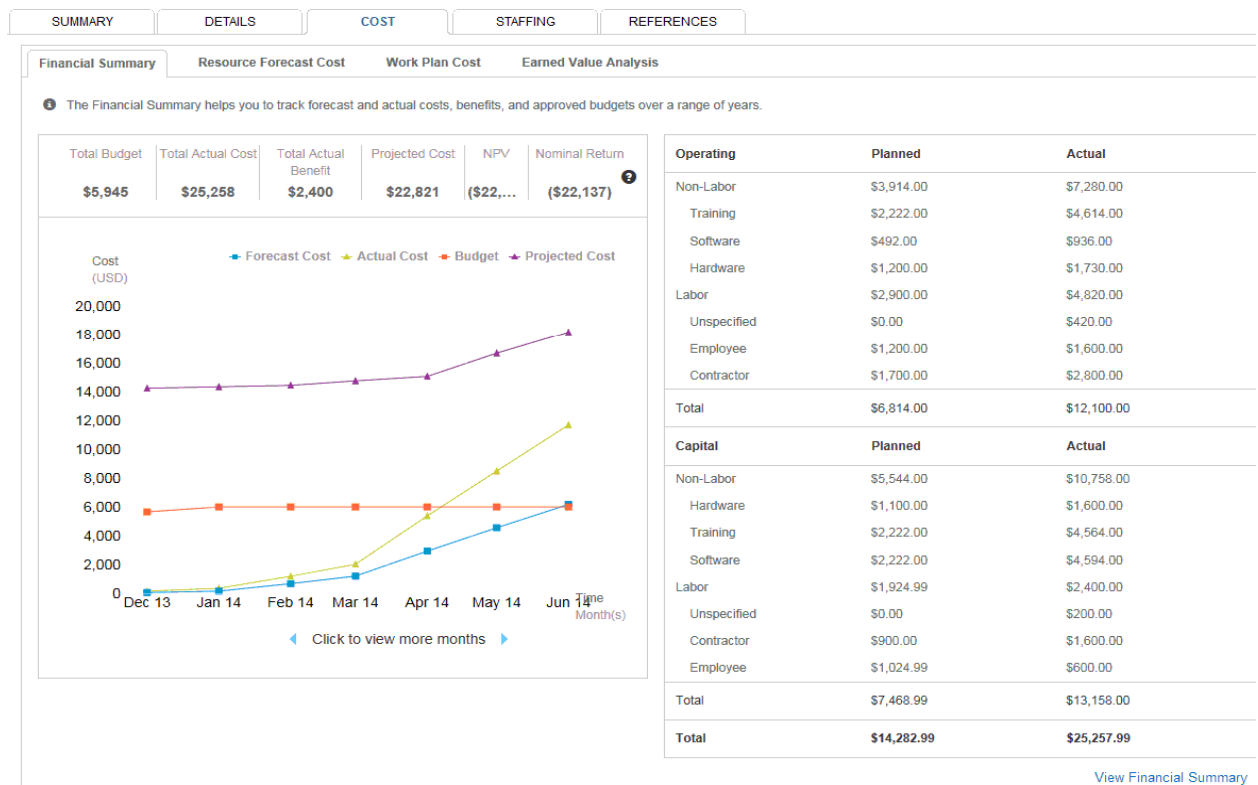 SUMMARY DETAILS COST STAFFING REFERENCES
Financial Summary Resource Forecast Cost Work Plan Cost Earned Value Analysis
The Financial Summary helps you to track forecast and actual costs, benefits, and approved budgets over a range of years.
Total Budget Total Actual Cost Total Actual Benefit Projected Cost NPV Nominal Return
$5,945 $25,258 $2,400 $22,821 ($22,... ($22,137)
Cost
(USD)
Forecast Cost Actual Cost Budget Projected Cost
20,000
18,000
16,000
14,000
12,000
10,000
8,000
6,000
4,000
2,000
0
Dec 13 Jan 14 Feb 14 Mar 14 Apr 14 May 14 Jun 14
Time
Month(s)
Click to view more months
Operating Planned Actual
Non-Labor $3,914.00 $7,280.00
Training $2,222.00 $4,614.00
Software $492.00 $936.00
Hardware $1,200.00 $1,730.00
Labor $2,900.00 $4,820.00
Unspecified $0.00 $420.00
Employee $1,200.00 $1,600.00
Contractor $1,700.00 $2,800.00
Total $6,814.00 $12,100.00
Capital Planned Actual
Non-Labor $5,544.00 $10,758.00
Hardware $1,100.00 $1,600.00
Training $2,222.00 $4,564.00
Software $2,222.00 $4,594.00
Labor $1,924.99 $2,400.00
Unspecified $0.00 $200.00
Contractor $900.00 $1,600.00
Employee $1,024.99 $600.00
Total $7,468.99 $13,158.00
Total $14,282.99 $25,257.99
View Financial Summary